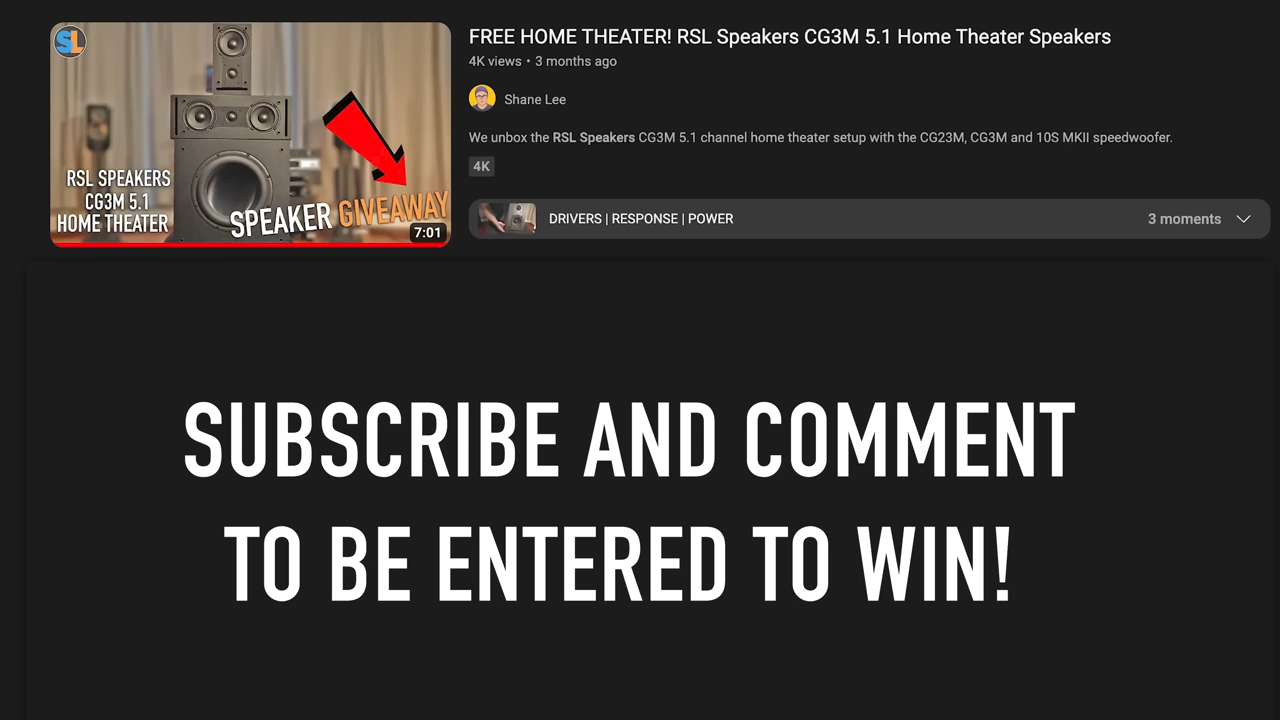 SL
RSL SPEAKERS
CG3M 5.1
HOME THEATER
SPEAKER GIVEAWAY
7:01
FREE HOME THEATER! RSL Speakers CG3M 5.1 Home Theater Speakers
4K views • 3 months ago
Shane Lee
We unbox the RSL Speakers CG3M 5.1 channel home theater setup with the CG23M, CG3M and 10S MKII speedwoofer.
4K
DRIVERS | RESPONSE | POWER
3 moments
SUBSCRIBE AND COMMENT
TO BE ENTERED TO WIN!